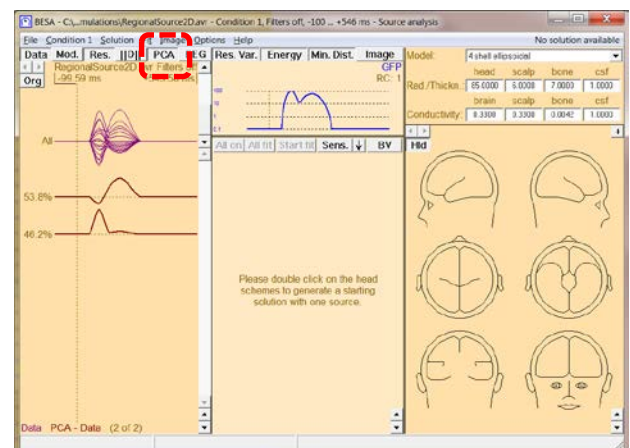 BESA - C:\,...mulations\RegionalSource2D.avr - Condition 1, Filters off, -100 ... +546 ms - Source analysis
File Condition 1 Solution Image Options Help
No solution available
Data Mod. Res. PCA Res. Var. Energy Min. Dist. Image
Org
-99.59 ms
GFP
RC: 1
Model: 4 shell ellipsoidal
head scalp bone csf
Rad./Thickn.: 85.0000 6.0000 7.0000 1.0000
brain scalp bone csf
Conductivity: 0.3300 0.3300 0.0042 1.0000
All
All on All fit Start fit Sens. BV
Hld
53.8%
46.2%
Please double click on the head
schemes to generate a starting
solution with one source.
Data PCA - Data (2 of 2)